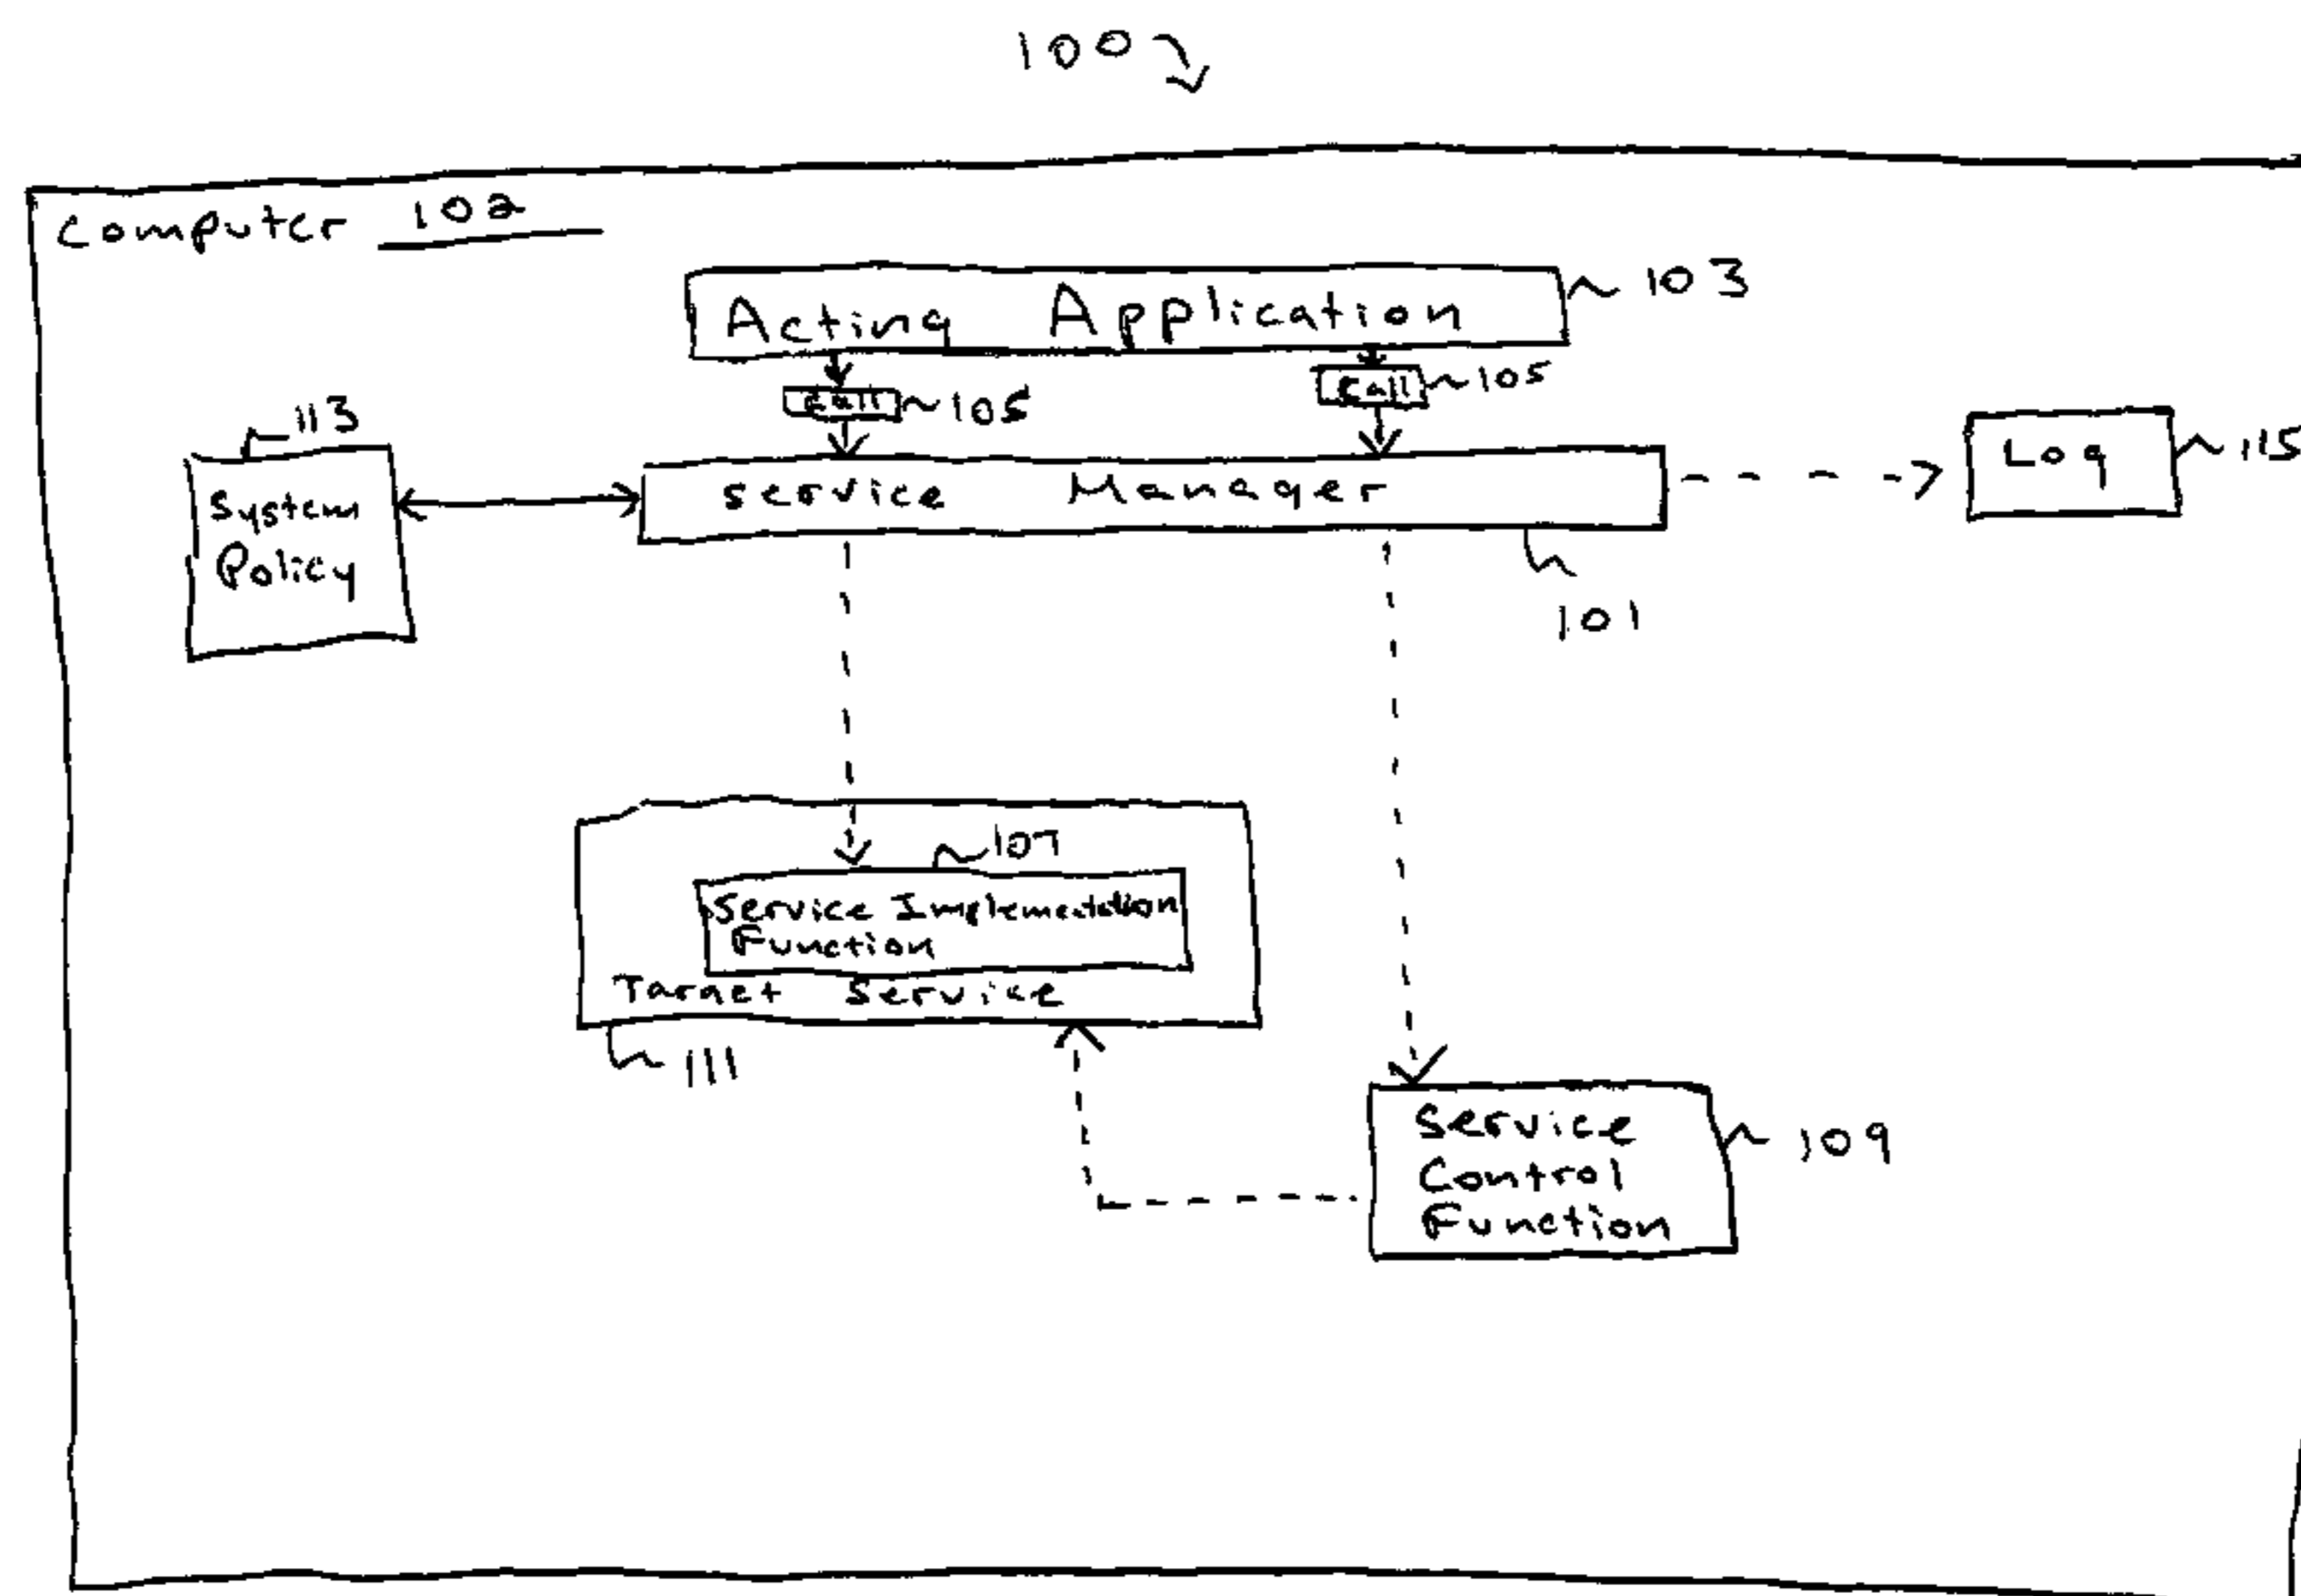 100
Computer 102
Acting Application 103
Call 105
Call 105
113
System
Policy
Service Manager
Log 115
101
107
Service Implementation
Function
Target Service
111
Service
Control
Function
109